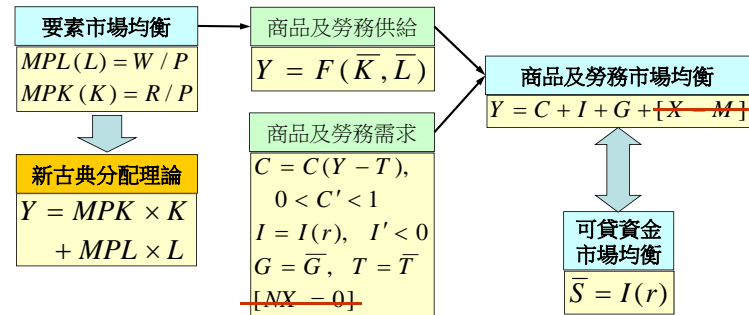 要素市場均衡
MPL(L) = W / P
MPK(K) = R / P
新古典分配理論
Y = MPK × K
+ MPL × L
商品及勞務供給
Y = F(K̅, L̅)
商品及勞務需求
C = C(Y − T),
0 < C′ < 1
I = I(r), I′ < 0
G = G̅, T = T̅
[NX = 0]
商品及勞務市場均衡
Y = C + I + G + [X − M]
可貸資金
市場均衡
S̅ = I(r)